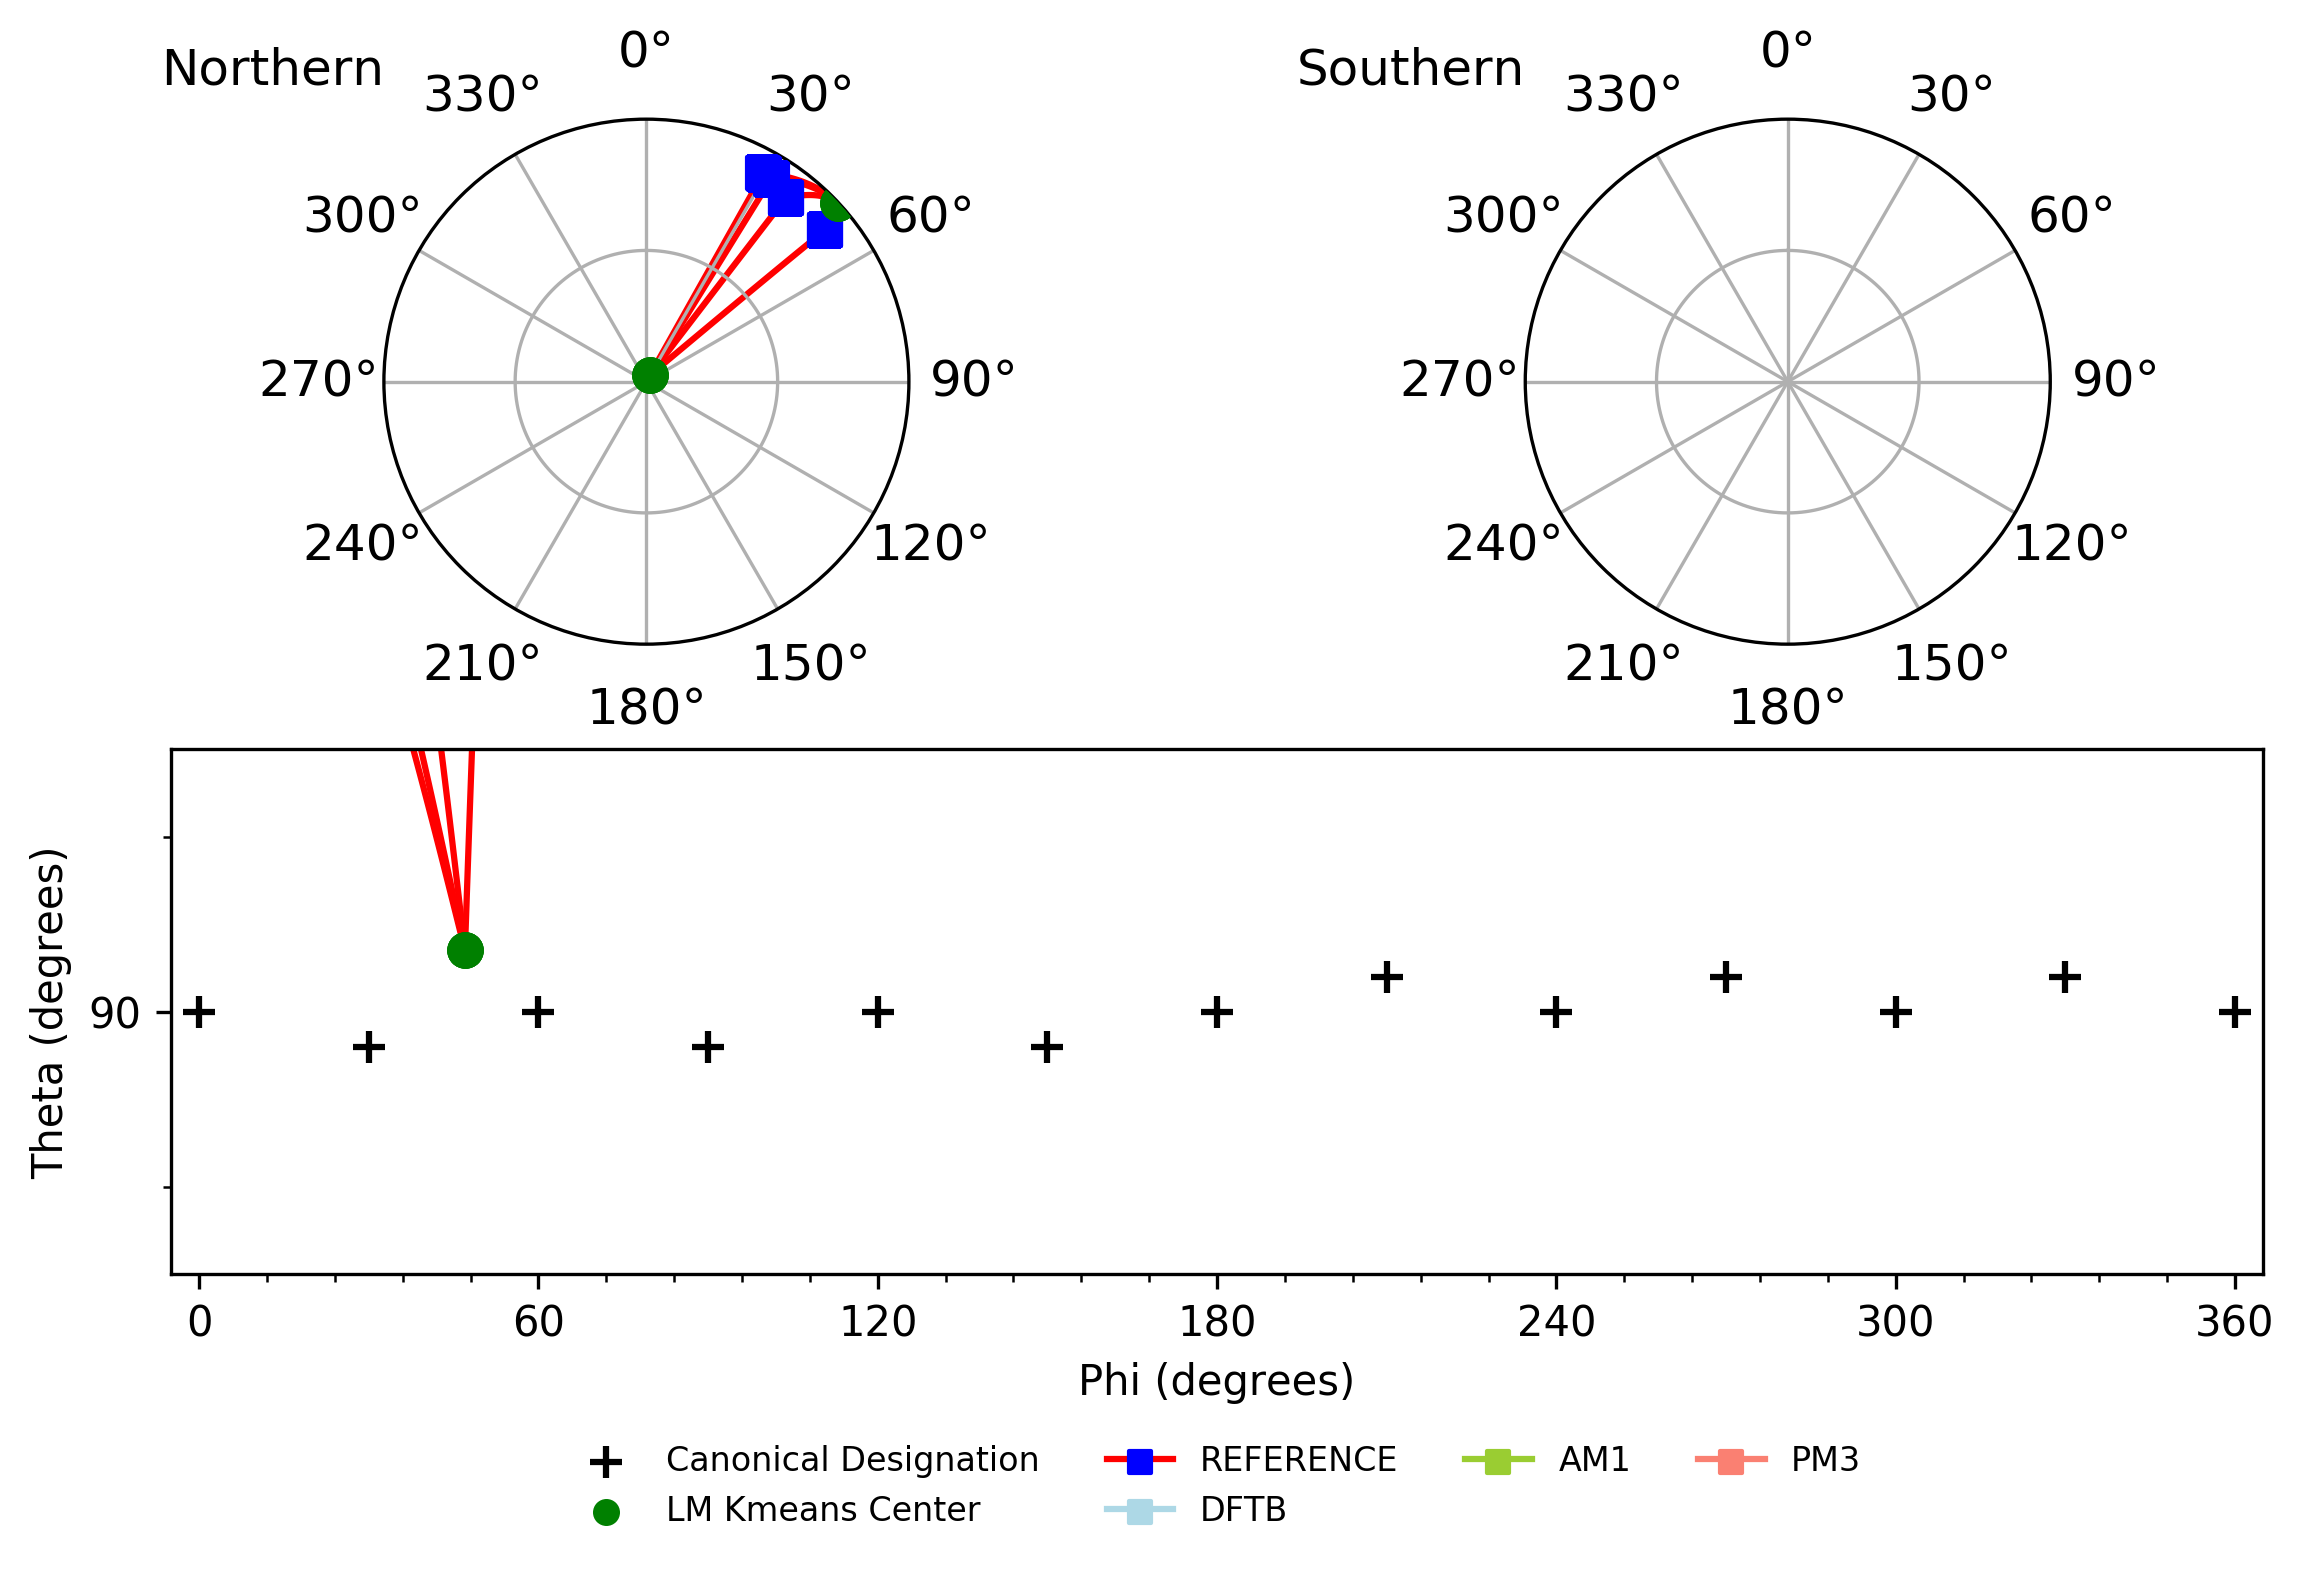 Northern
0°
30°
60°
90°
120°
150°
180°
210°
240°
270°
300°
330°
Southern
0°
30°
60°
90°
120°
150°
180°
210°
240°
270°
300°
330°
Theta (degrees)
90
0 60 120 180 240 300 360
Phi (degrees)
Canonical Designation
LM Kmeans Center
REFERENCE
DFTB
AM1
PM3